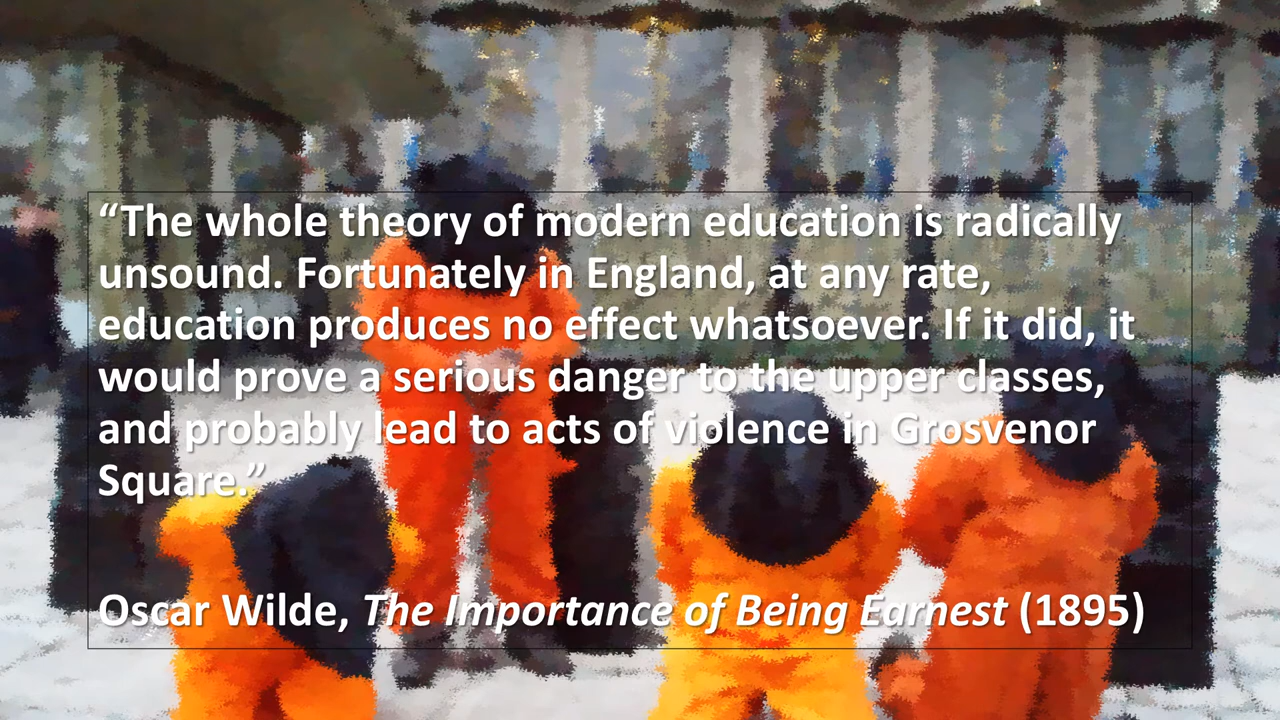 “The whole theory of modern education is radically
unsound. Fortunately in England, at any rate,
education produces no effect whatsoever. If it did, it
would prove a serious danger to the upper classes,
and probably lead to acts of violence in Grosvenor
Square.”
Oscar Wilde, The Importance of Being Earnest (1895)